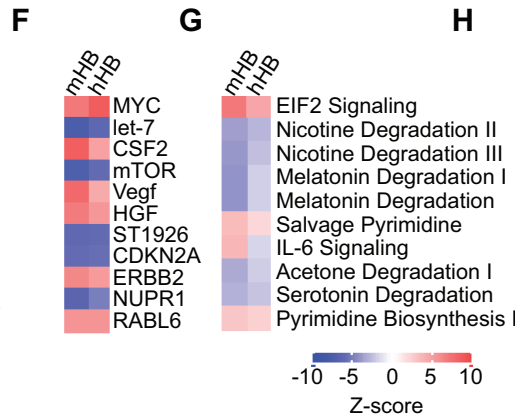 F
G
H
mHB
hHB
mHB
hHB
MYC
let-7
CSF2
mTOR
Vegf
HGF
ST1926
CDKN2A
ERBB2
NUPR1
RABL6
EIF2 Signaling
Nicotine Degradation II
Nicotine Degradation III
Melatonin Degradation I
Melatonin Degradation
Salvage Pyrimidine
IL-6 Signaling
Acetone Degradation I
Serotonin Degradation
Pyrimidine Biosynthesis
-10 -5 0 5 10
Z-score